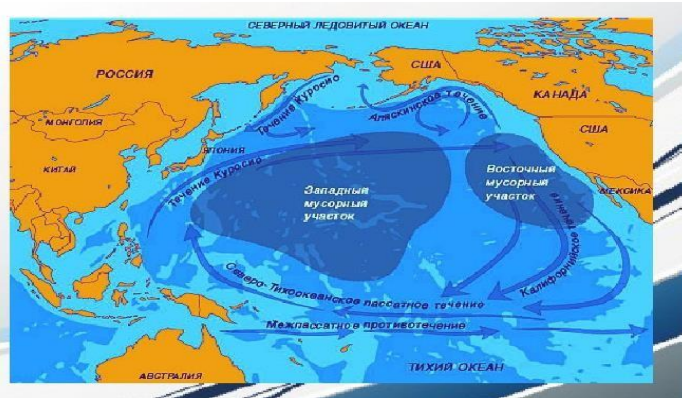 СЕВЕРНЫЙ ЛЕДОВИТЫЙ ОКЕАН
РОССИЯ
США
КАНАДА
Течение Куросио
Аляскинское течение
МОНГОЛИЯ
США
ЯПОНИЯ
КИТАЙ
Течение Куросио
Западный
мусорный
участок
Восточный
мусорный
участок
МЕКСИКА
Калифорнийское течение
Северо-Тихоокеанское пассатное течение
Межпассатное противотечение
ТИХИЙ ОКЕАН
АВСТРАЛИЯ